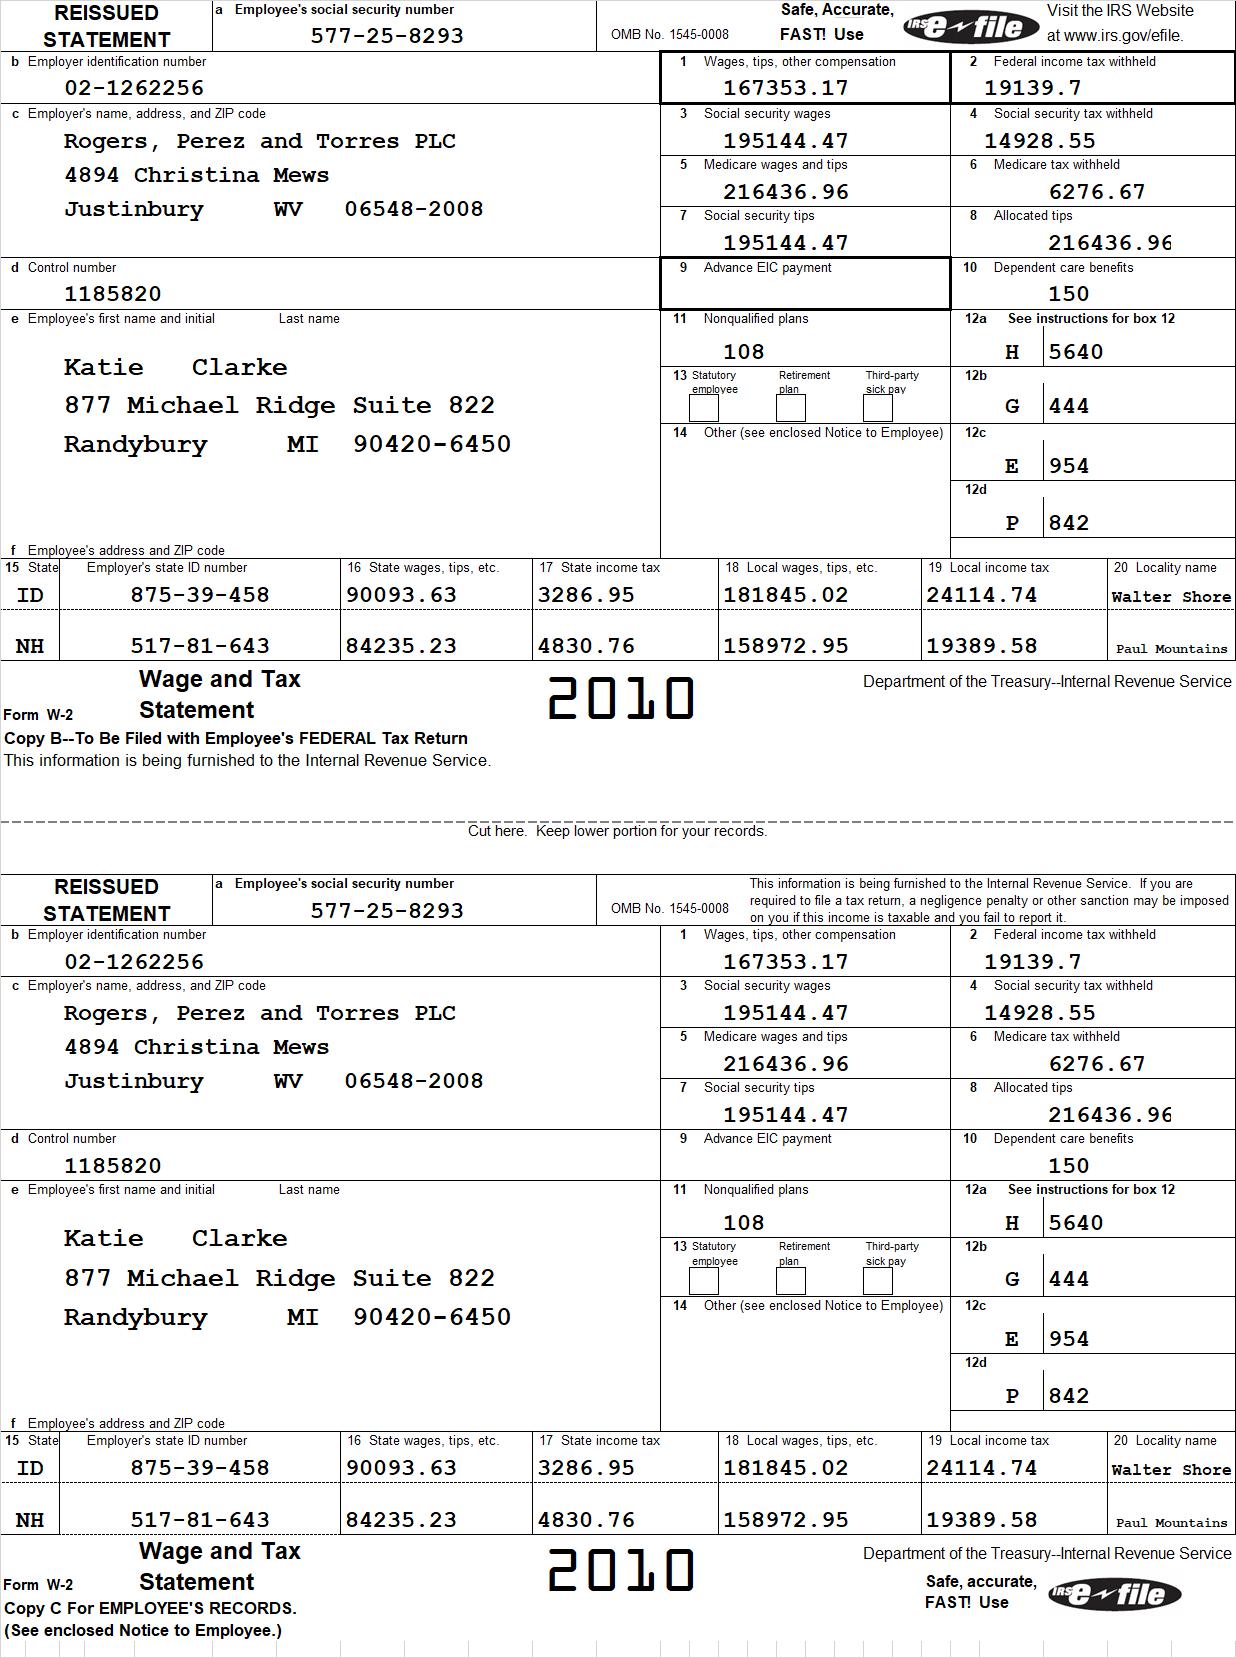 REISSUED STATEMENT
a Employee's social security number
577-25-8293
OMB No. 1545-0008
Safe, Accurate, FAST! Use
IRS e-file
Visit the IRS Website at www.irs.gov/efile.
b Employer identification number
02-1262256
1 Wages, tips, other compensation
167353.17
2 Federal income tax withheld
19139.7
c Employer's name, address, and ZIP code
Rogers, Perez and Torres PLC
4894 Christina Mews
Justinbury WV 06548-2008
3 Social security wages
195144.47
4 Social security tax withheld
14928.55
5 Medicare wages and tips
216436.96
6 Medicare tax withheld
6276.67
7 Social security tips
195144.47
8 Allocated tips
216436.96
d Control number
1185820
9 Advance EIC payment
10 Dependent care benefits
150
e Employee's first name and initial Last name
Katie Clarke
877 Michael Ridge Suite 822
Randybury MI 90420-6450
f Employee's address and ZIP code
11 Nonqualified plans
108
12a See instructions for box 12
H 5640
13 Statutory employee Retirement plan Third-party sick pay
12b
G 444
14 Other (see enclosed Notice to Employee)
12c
E 954
12d
P 842
15 State Employer's state ID number 16 State wages, tips, etc. 17 State income tax 18 Local wages, tips, etc. 19 Local income tax 20 Locality name
ID 875-39-458 90093.63 3286.95 181845.02 24114.74 Walter Shore
NH 517-81-643 84235.23 4830.76 158972.95 19389.58 Paul Mountains
Form W-2 Wage and Tax Statement
2010
Department of the Treasury--Internal Revenue Service
Copy B--To Be Filed with Employee's FEDERAL Tax Return
This information is being furnished to the Internal Revenue Service.
Cut here. Keep lower portion for your records.
REISSUED STATEMENT
a Employee's social security number
577-25-8293
OMB No. 1545-0008
This information is being furnished to the Internal Revenue Service. If you are
required to file a tax return, a negligence penalty or other sanction may be imposed
on you if this income is taxable and you fail to report it.
b Employer identification number
02-1262256
1 Wages, tips, other compensation
167353.17
2 Federal income tax withheld
19139.7
c Employer's name, address, and ZIP code
Rogers, Perez and Torres PLC
4894 Christina Mews
Justinbury WV 06548-2008
3 Social security wages
195144.47
4 Social security tax withheld
14928.55
5 Medicare wages and tips
216436.96
6 Medicare tax withheld
6276.67
7 Social security tips
195144.47
8 Allocated tips
216436.96
d Control number
1185820
9 Advance EIC payment
10 Dependent care benefits
150
e Employee's first name and initial Last name
Katie Clarke
877 Michael Ridge Suite 822
Randybury MI 90420-6450
f Employee's address and ZIP code
11 Nonqualified plans
108
12a See instructions for box 12
H 5640
13 Statutory employee Retirement plan Third-party sick pay
12b
G 444
14 Other (see enclosed Notice to Employee)
12c
E 954
12d
P 842
15 State Employer's state ID number 16 State wages, tips, etc. 17 State income tax 18 Local wages, tips, etc. 19 Local income tax 20 Locality name
ID 875-39-458 90093.63 3286.95 181845.02 24114.74 Walter Shore
NH 517-81-643 84235.23 4830.76 158972.95 19389.58 Paul Mountains
Form W-2 Wage and Tax Statement
2010
Department of the Treasury--Internal Revenue Service
Safe, accurate, FAST! Use
IRS e-file
Copy C For EMPLOYEE'S RECORDS.
(See enclosed Notice to Employee.)